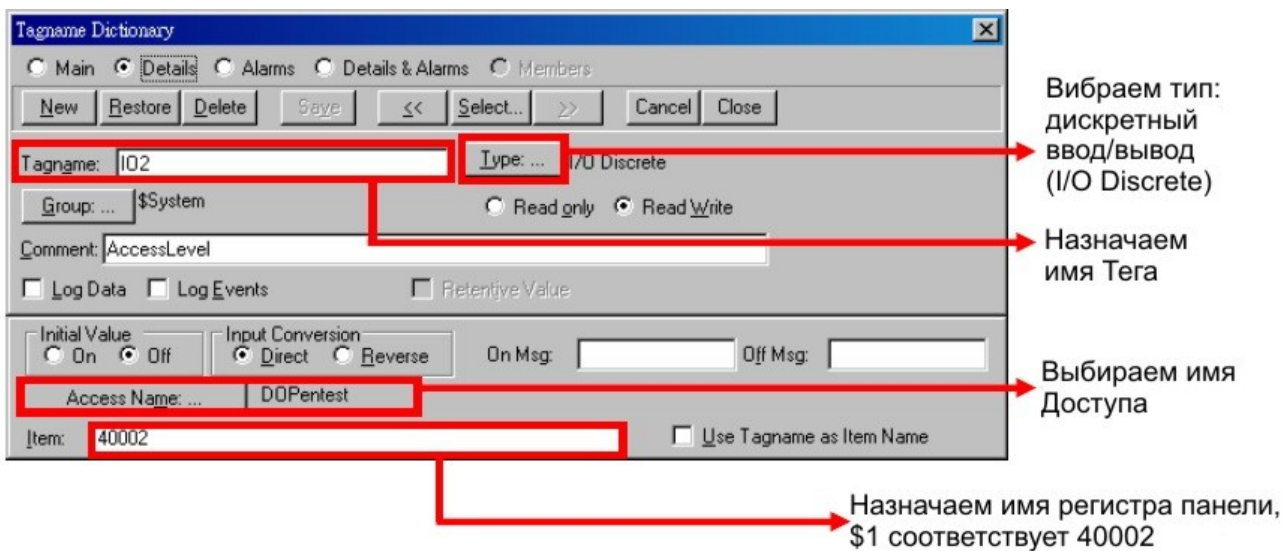 Tagname Dictionary
Main Details Alarms Details & Alarms Members
New Restore Delete Save << Select... >> Cancel Close
Tagname: IO2 Type: ... I/O Discrete
Group: ... $System Read only Read Write
Comment: AccessLevel
Log Data Log Events Retentive Value
Initial Value Input Conversion
On Off Direct Reverse On Msg: Off Msg:
Access Name: ... DOPentest
Item: 40002 Use Tagname as Item Name
Вибраем тип:
дискретный
ввод/вывод
(I/O Discrete)
Назначаем
имя Тега
Выбираем имя
Доступа
Назначаем имя регистра панели,
$1 соответствует 40002